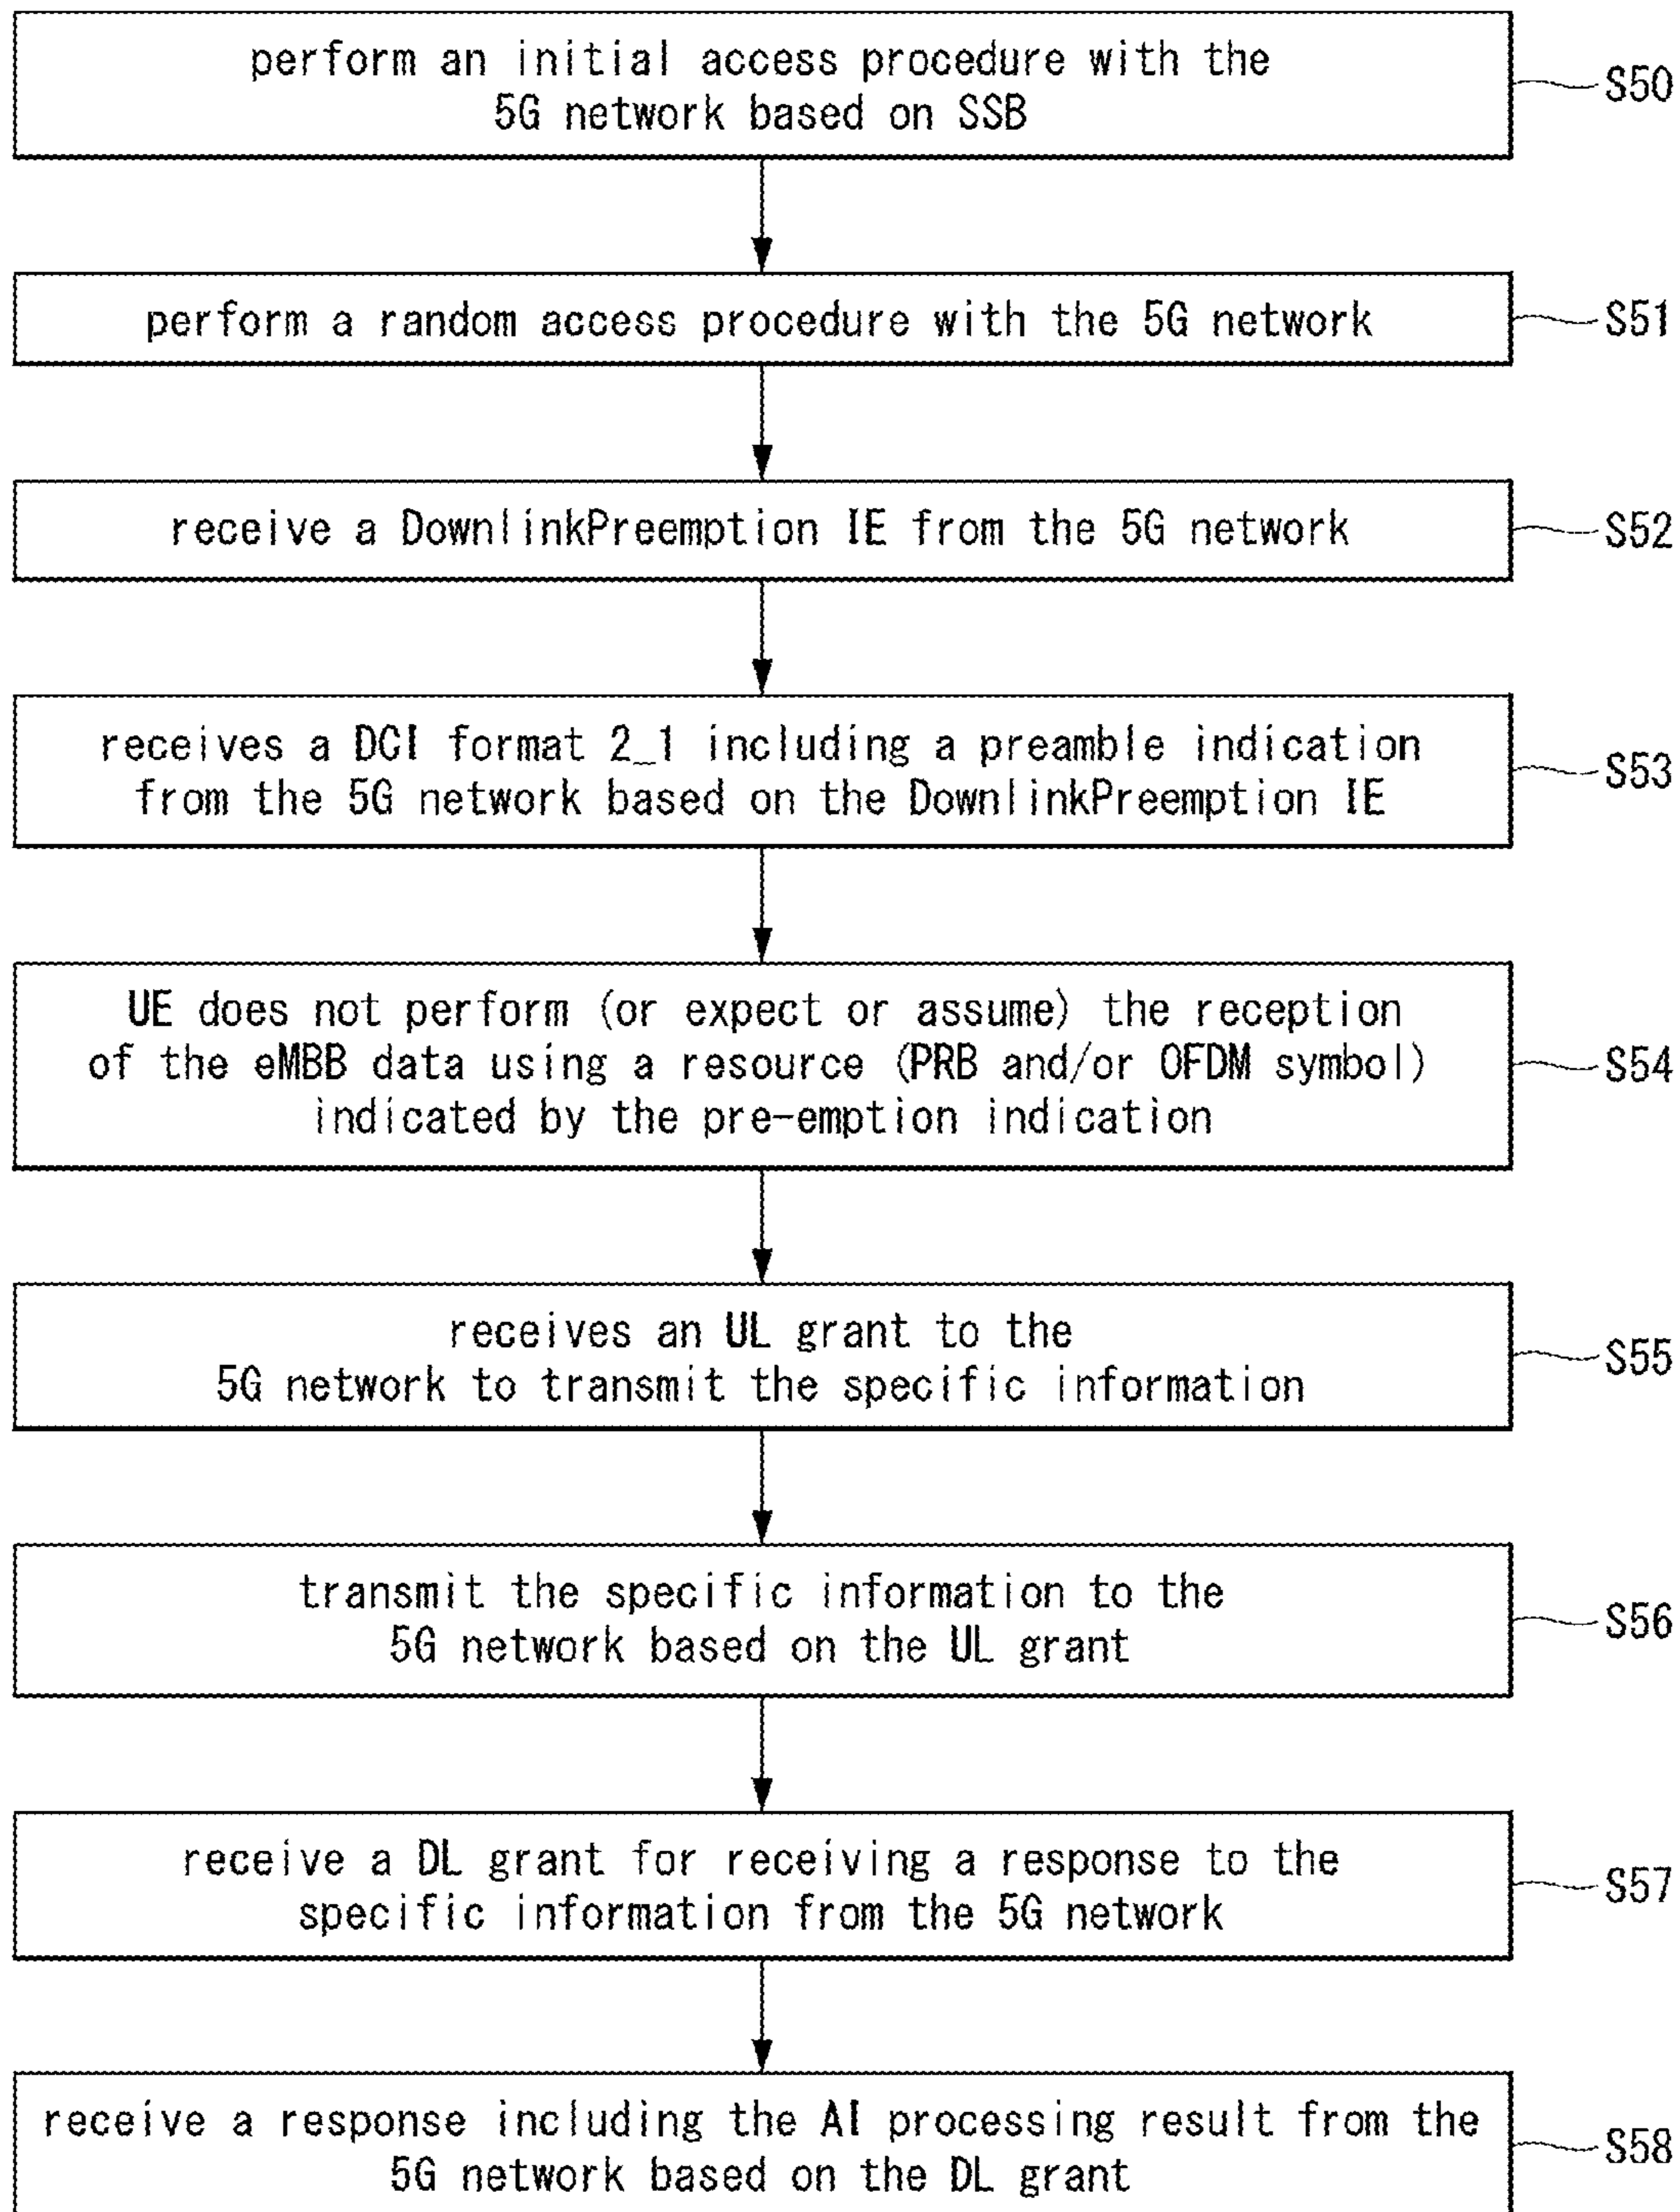 perform an initial access procedure with the
5G network based on SSB
S50
perform a random access procedure with the 5G network
S51
receive a DownlinkPreemption IE from the 5G network
S52
receives a DCI format 2_1 including a preamble indication
from the 5G network based on the DownlinkPreemption IE
S53
UE does not perform (or expect or assume) the reception
of the eMBB data using a resource (PRB and/or OFDM symbol)
indicated by the pre-emption indication
S54
receives an UL grant to the
5G network to transmit the specific information
S55
transmit the specific information to the
5G network based on the UL grant
S56
receive a DL grant for receiving a response to the
specific information from the 5G network
S57
receive a response including the AI processing result from the
5G network based on the DL grant
S58